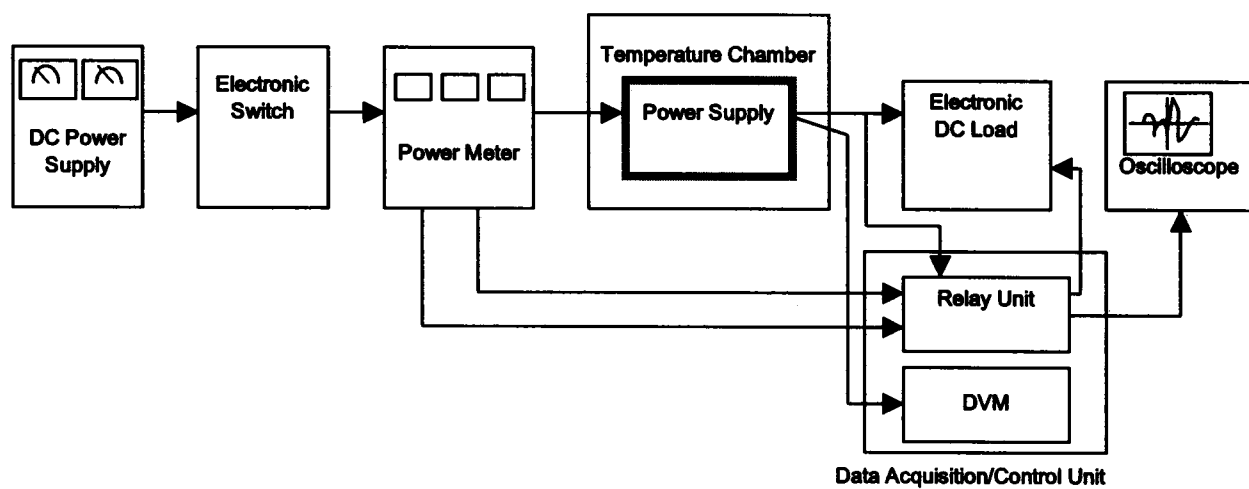 DC Power
Supply
Electronic
Switch
Power Meter
Temperature Chamber
Power Supply
Electronic
DC Load
Oscilloscope
Relay Unit
DVM
Data Acquisition/Control Unit